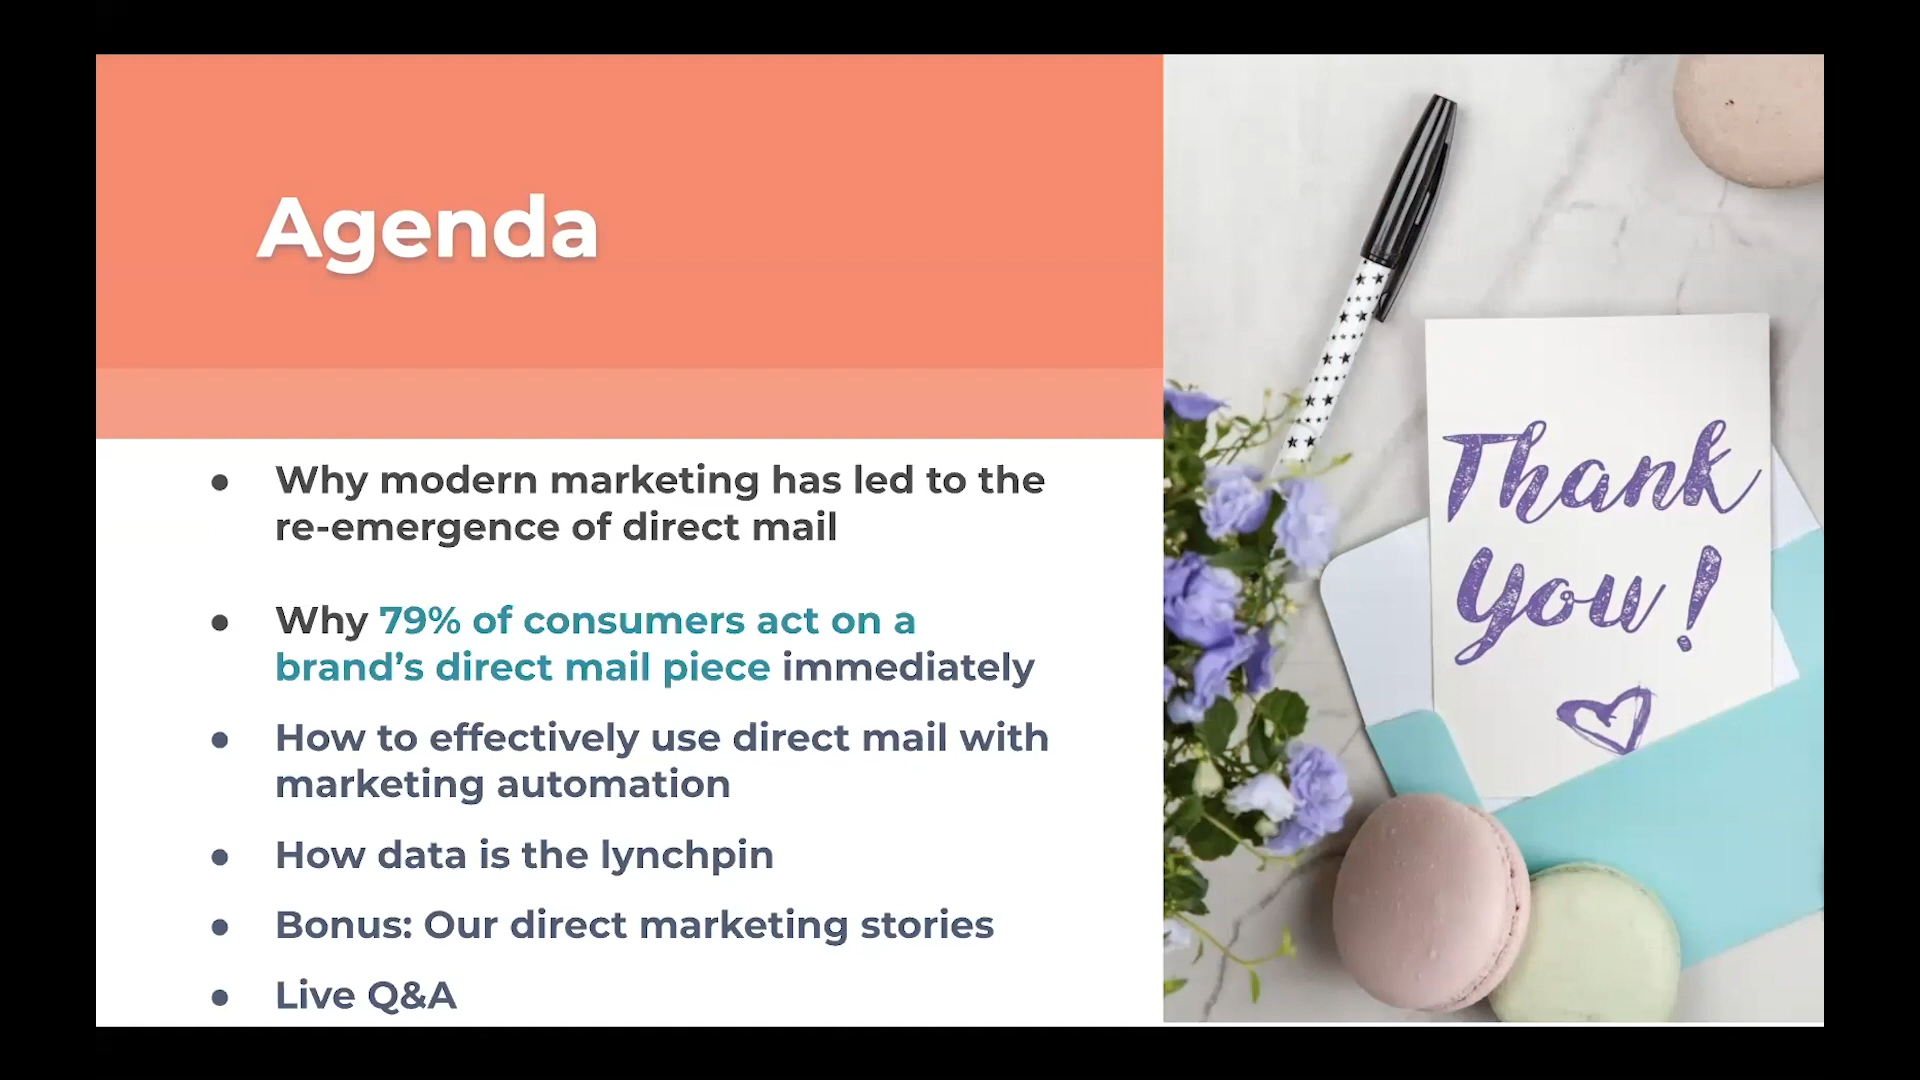 Agenda
● Why modern marketing has led to the
re-emergence of direct mail
● Why 79% of consumers act on a
brand’s direct mail piece immediately
● How to effectively use direct mail with
marketing automation
● How data is the lynchpin
● Bonus: Our direct marketing stories
● Live Q&A
Thank
You!